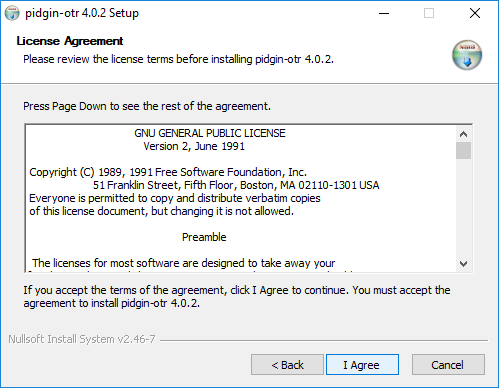 pidgin-otr 4.0.2 Setup
License Agreement
Please review the license terms before installing pidgin-otr 4.0.2.
Press Page Down to see the rest of the agreement.
GNU GENERAL PUBLIC LICENSE
Version 2, June 1991
Copyright (C) 1989, 1991 Free Software Foundation, Inc.
51 Franklin Street, Fifth Floor, Boston, MA 02110-1301 USA
Everyone is permitted to copy and distribute verbatim copies
of this license document, but changing it is not allowed.
Preamble
The licenses for most software are designed to take away your
If you accept the terms of the agreement, click I Agree to continue. You must accept the
agreement to install pidgin-otr 4.0.2.
Nullsoft Install System v2.46-7
< Back
I Agree
Cancel